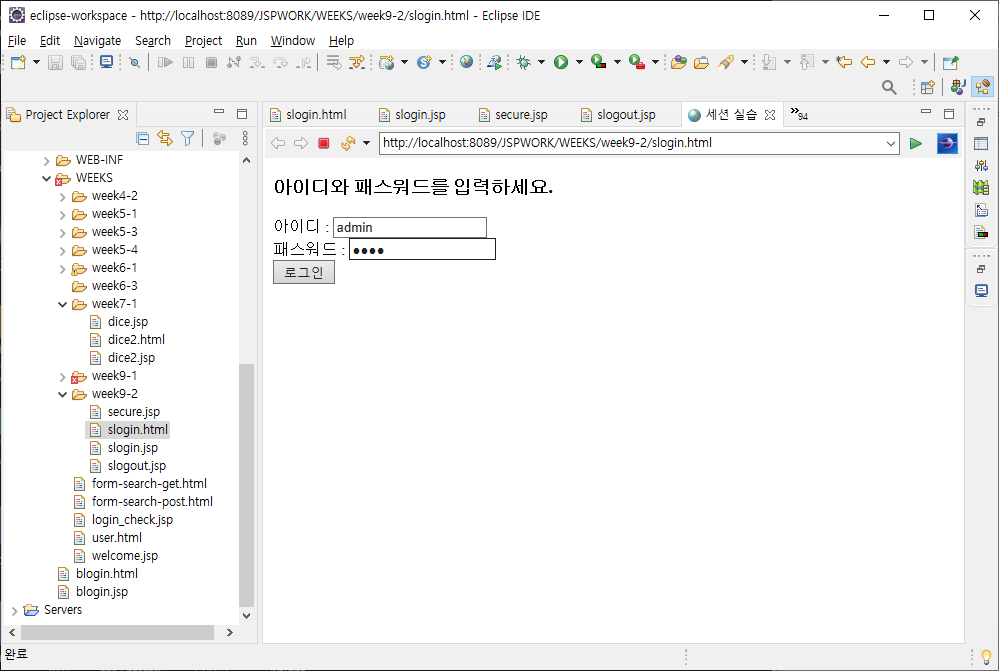 eclipse-workspace - http://localhost:8089/JSPWORK/WEEKS/week9-2/slogin.html - Eclipse IDE
File Edit Navigate Search Project Run Window Help
Project Explorer
slogin.html slogin.jsp secure.jsp slogout.jsp 세션 실습 »94
http://localhost:8089/JSPWORK/WEEKS/week9-2/slogin.html
WEB-INF
WEEKS
week4-2
week5-1
week5-3
week5-4
week6-1
week6-3
week7-1
dice.jsp
dice2.html
dice2.jsp
week9-1
week9-2
secure.jsp
slogin.html
slogin.jsp
slogout.jsp
form-search-get.html
form-search-post.html
login_check.jsp
user.html
welcome.jsp
blogin.html
blogin.jsp
Servers
아이디와 패스워드를 입력하세요.
아이디 : admin
패스워드 : ●●●●
로그인
완료